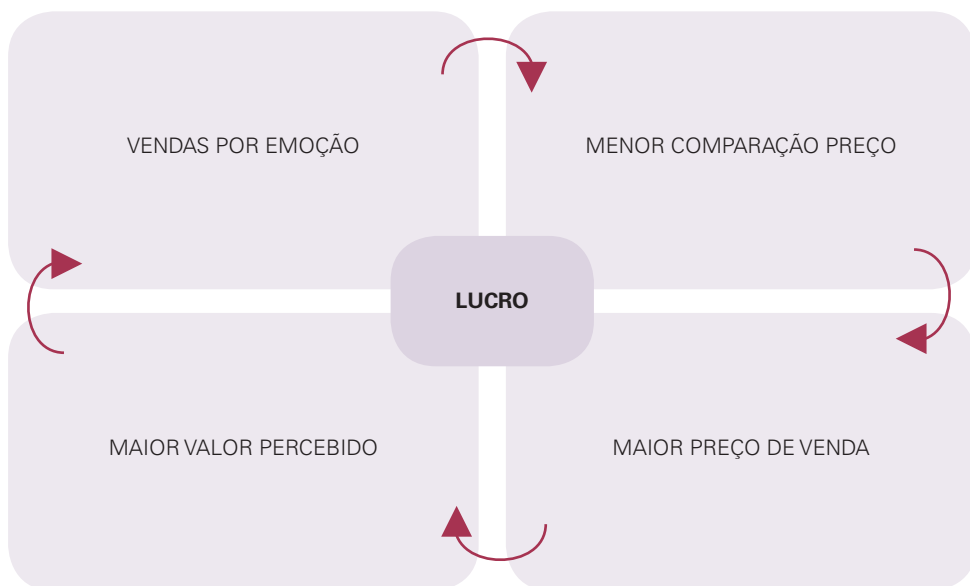 VENDAS POR EMOÇÃO
MENOR COMPARAÇÃO PREÇO
LUCRO
MAIOR VALOR PERCEBIDO
MAIOR PREÇO DE VENDA